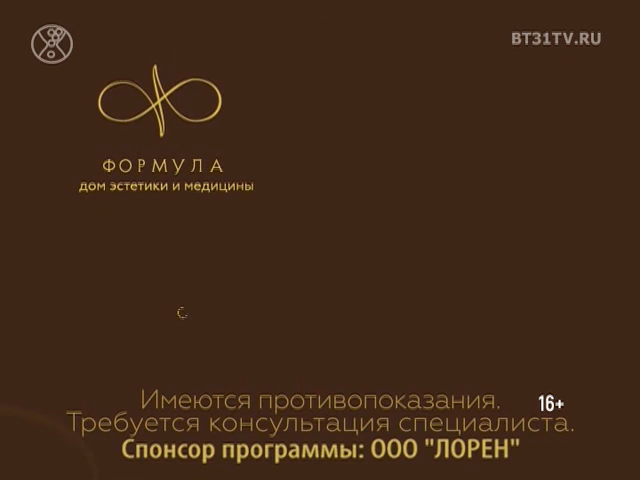 BT31TV.RU
ФОРМУЛА
дом эстетики и медицины
Имеются противопоказания.
16+
Требуется консультация специалиста.
Спонсор программы: ООО "ЛОРЕН"